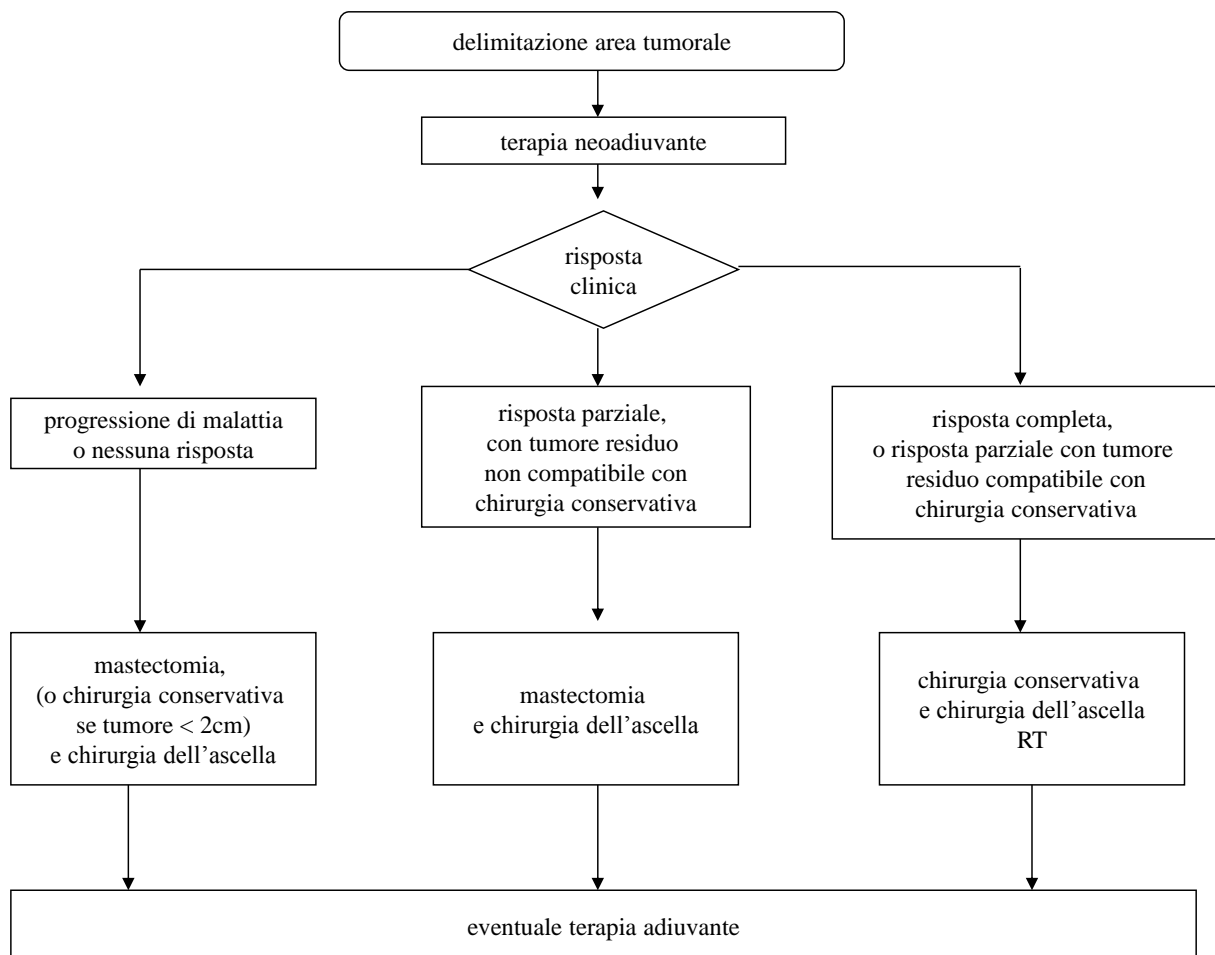 delimitazione area tumorale
terapia neoadiuvante
risposta
clinica
progressione di malattia
o nessuna risposta
risposta parziale,
con tumore residuo
non compatibile con
chirurgia conservativa
risposta completa,
o risposta parziale con tumore
residuo compatibile con
chirurgia conservativa
mastectomia,
(o chirurgia conservativa
se tumore < 2cm)
e chirurgia dell’ascella
mastectomia
e chirurgia dell’ascella
chirurgia conservativa
e chirurgia dell’ascella
RT
eventuale terapia adiuvante